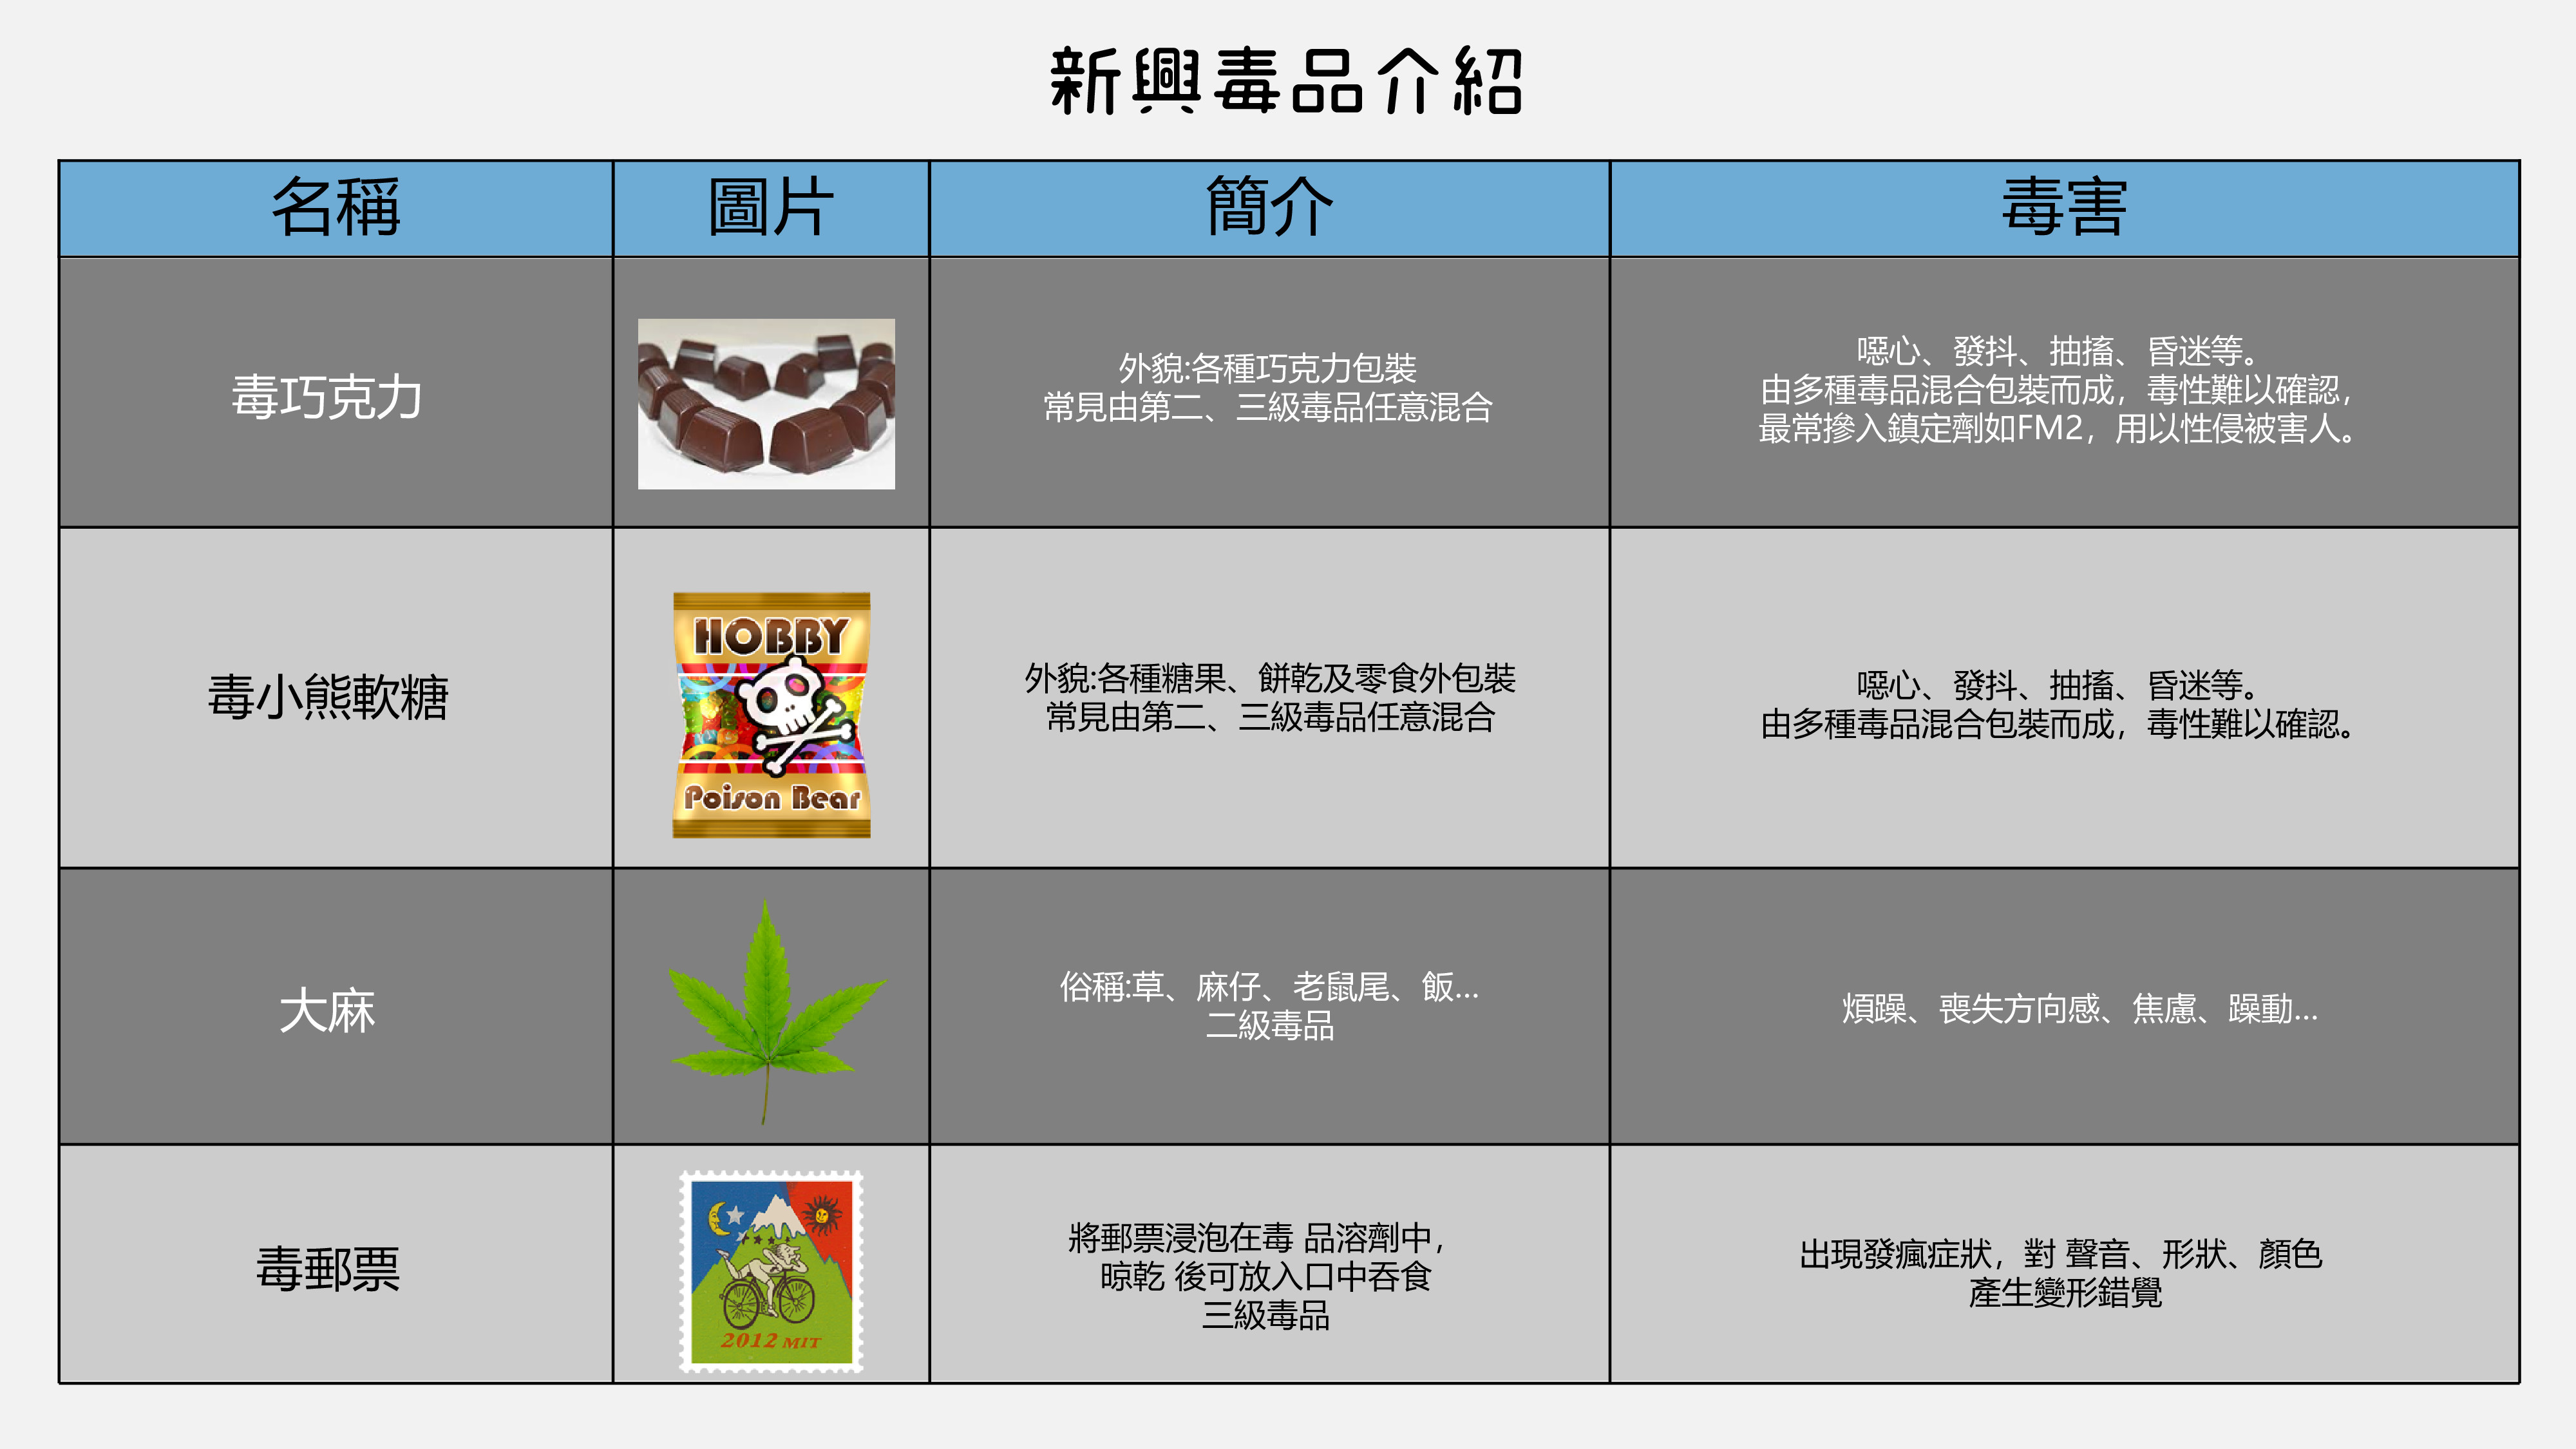 新興毒品介紹
名稱 圖片 簡介 毒害
毒巧克力
外貌:各種巧克力包裝
常見由第二、三級毒品任意混合
噁心、發抖、抽搐、昏迷等。
由多種毒品混合包裝而成，毒性難以確認，
最常摻入鎮定劑如FM2，用以性侵被害人。
毒小熊軟糖
HOBBY
Poison Bear
外貌:各種糖果、餅乾及零食外包裝
常見由第二、三級毒品任意混合
噁心、發抖、抽搐、昏迷等。
由多種毒品混合包裝而成，毒性難以確認。
大麻
俗稱:草、麻仔、老鼠尾、飯...
二級毒品
煩躁、喪失方向感、焦慮、躁動...
毒郵票
2012 MIT
將郵票浸泡在毒 品溶劑中，
晾乾 後可放入口中吞食
三級毒品
出現發瘋症狀，對 聲音、形狀、顏色
產生變形錯覺